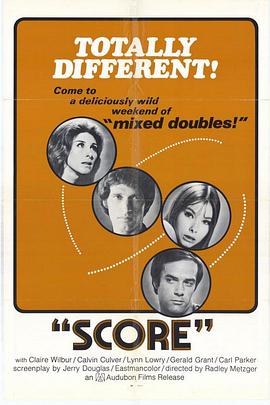 TOTALLY
DIFFERENT!
Come to
a deliciously wild
weekend of
"mixed doubles!"
"SCORE"
with Claire Wilbur/Calvin Culver/Lynn Lowry/Gerald Grant/Carl Parker
screenplay by Jerry Douglas/Eastmancolor/directed by Radley Metzger
an Audubon Films Release